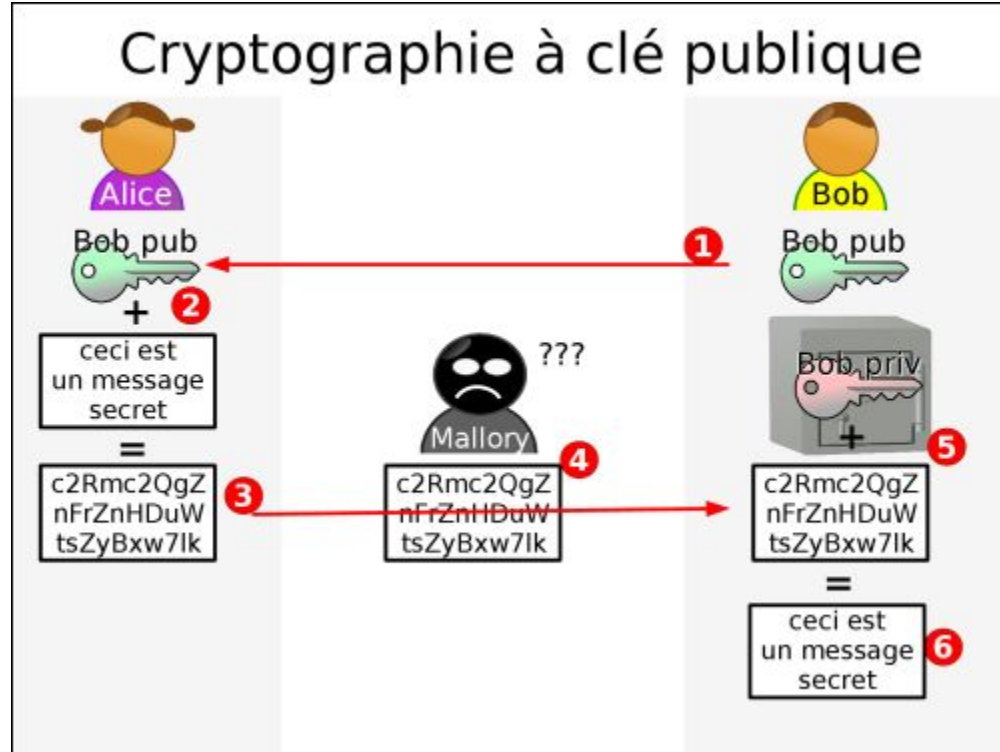 Cryptographie à clé publique
Alice
Bob
Bob pub
1
Bob pub
2
+
ceci est
un message
secret
=
c2Rmc2QgZ
nFrZnHDuW
tsZyBxw7lk
3
???
Mallory
4
c2Rmc2QgZ
nFrZnHDuW
tsZyBxw7lk
Bob priv
+
5
c2Rmc2QgZ
nFrZnHDuW
tsZyBxw7lk
=
ceci est
un message
secret
6